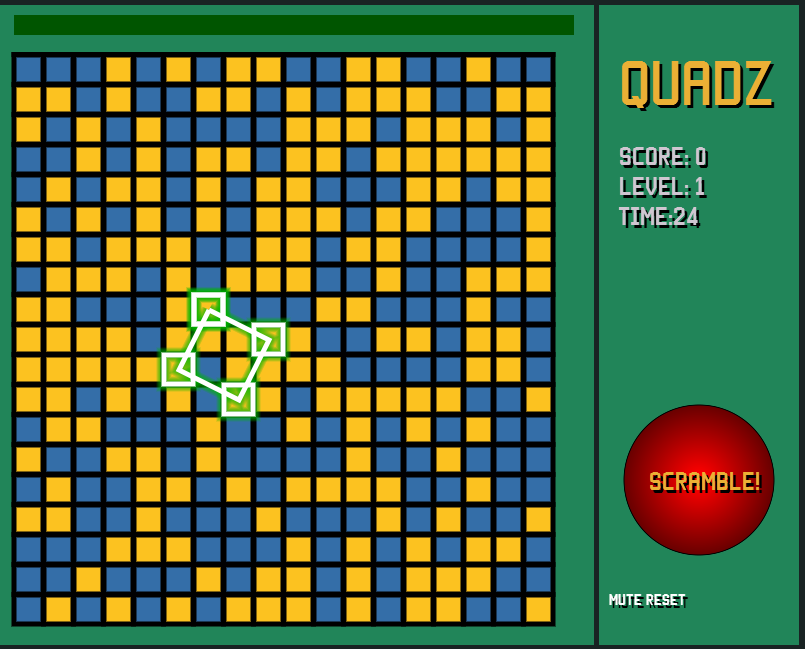 QUADZ
SCORE: 0
LEVEL: 1
TIME:24
SCRAMBLE!
MUTE RESET